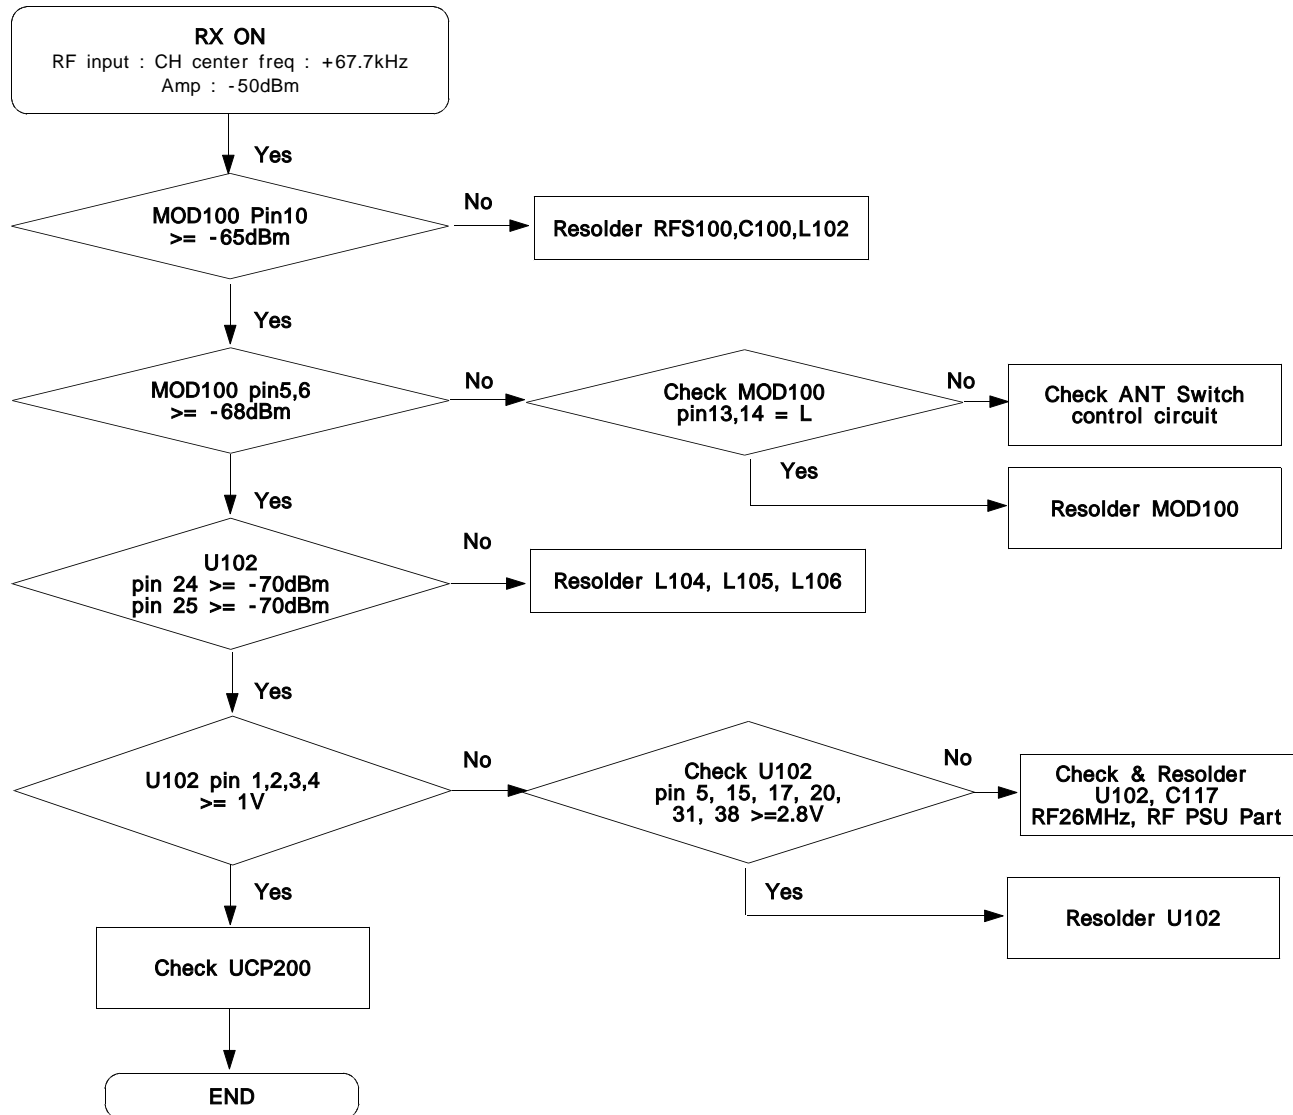 RX ON
RF input : CH center freq : +67.7kHz
Amp : -50dBm
Yes
MOD100 Pin10
>= -65dBm
No
Resolder RFS100,C100,L102
Yes
MOD100 pin5,6
>= -68dBm
No
Check MOD100
pin13,14 = L
No
Check ANT Switch
control circuit
Yes
Resolder MOD100
Yes
U102
pin 24 >= -70dBm
pin 25 >= -70dBm
No
Resolder L104, L105, L106
Yes
U102 pin 1,2,3,4
>= 1V
No
Check U102
pin 5, 15, 17, 20,
31, 38 >=2.8V
No
Check & Resolder
U102, C117
RF26MHz, RF PSU Part
Yes
Resolder U102
Yes
Check UCP200
END